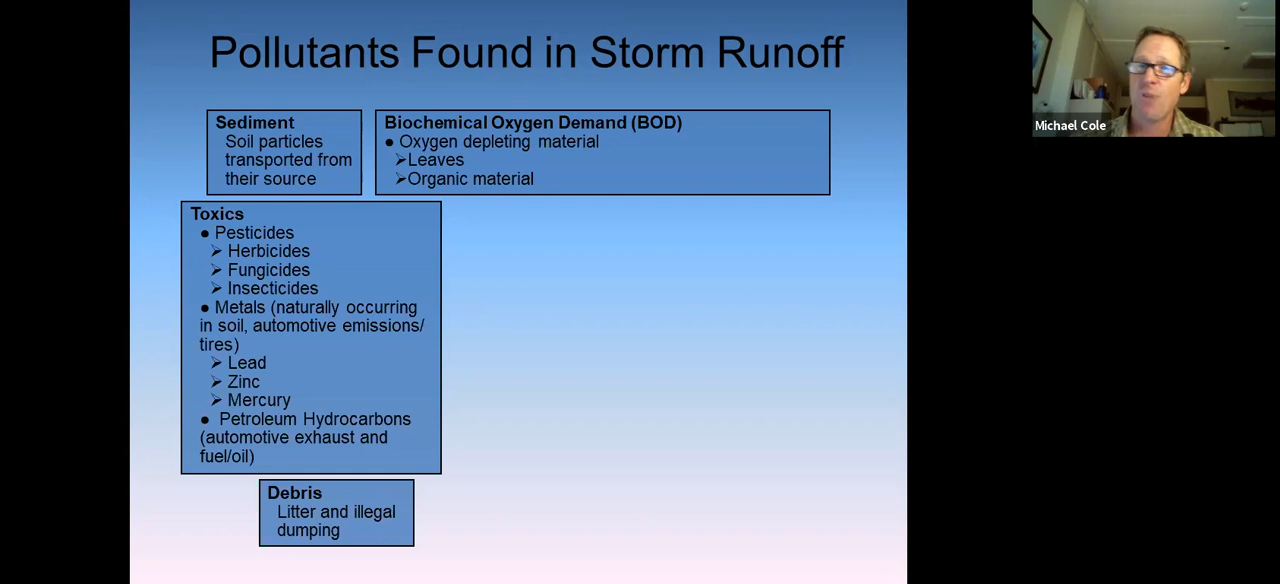 Pollutants Found in Storm Runoff
Sediment
Soil particles
transported from
their source
Biochemical Oxygen Demand (BOD)
● Oxygen depleting material
➢Leaves
➢Organic material
Toxics
● Pesticides
➢ Herbicides
➢ Fungicides
➢ Insecticides
● Metals (naturally occurring
in soil, automotive emissions/
tires)
➢ Lead
➢ Zinc
➢ Mercury
● Petroleum Hydrocarbons
(automotive exhaust and
fuel/oil)
Debris
Litter and illegal
dumping
Michael Cole